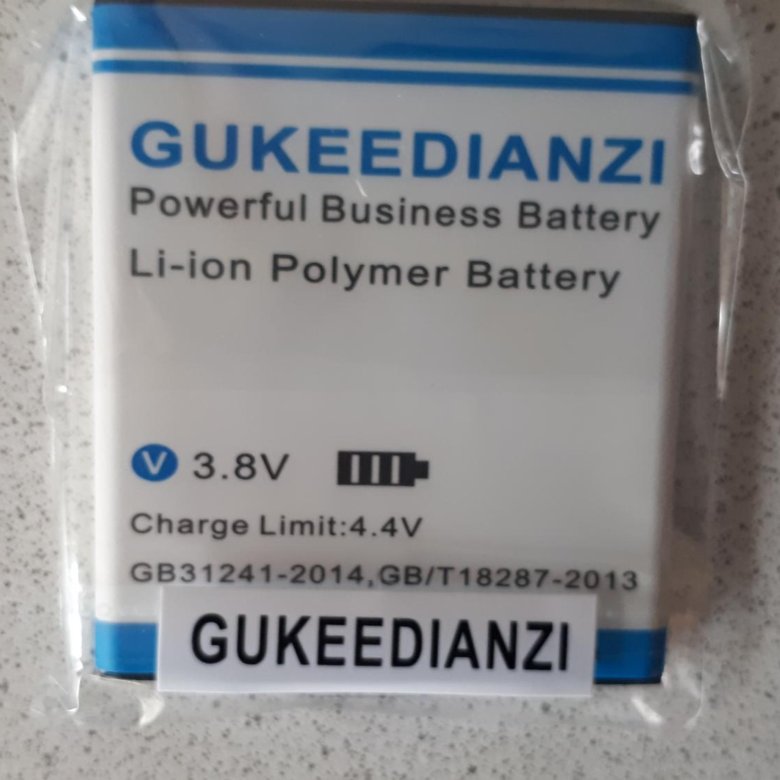 GUKEEDIANZI
Powerful Business Battery
Li-ion Polymer Battery
V 3.8V
Charge Limit:4.4V
GB31241-2014,GB/T18287-2013
GUKEEDIANZI